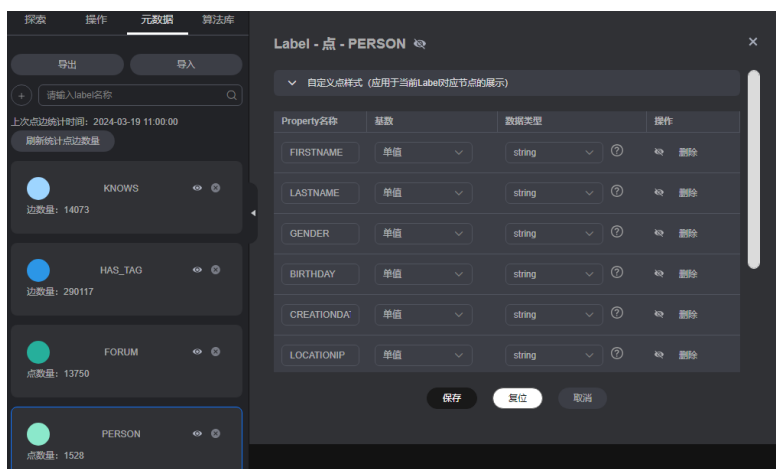 探索 操作 元数据 算法库
导出 导入
请输入label名称
上次点边统计时间：2024-03-19 11:00:00
刷新统计点边数量
KNOWS
边数量：14073
HAS_TAG
边数量：290117
FORUM
点数量：13750
PERSON
点数量：1528
Label - 点 - PERSON
自定义点样式 (应用于当前Label对应节点的展示)
Property名称 基数 数据类型 操作
FIRSTNAME 单值 string 删除
LASTNAME 单值 string 删除
GENDER 单值 string 删除
BIRTHDAY 单值 string 删除
CREATIONDA 单值 string 删除
LOCATIONIP 单值 string 删除
保存 复位 取消